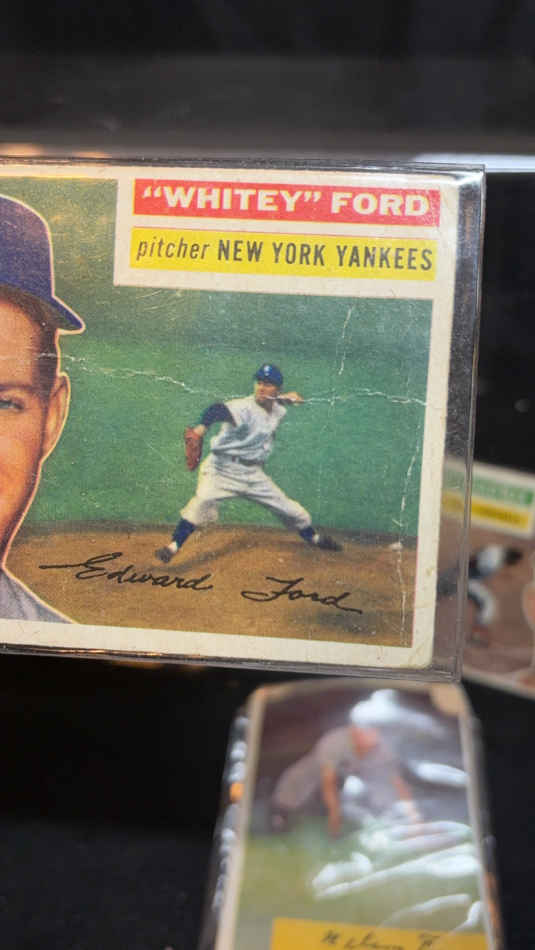 "WHITEY" FORD
pitcher NEW YORK YANKEES
Edward Ford